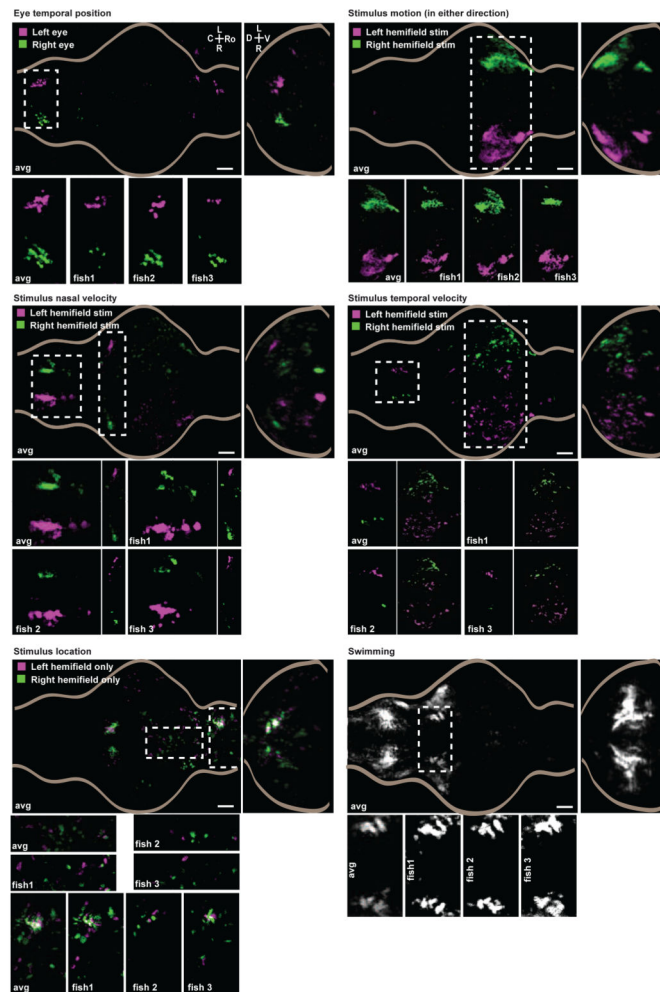 Eye temporal position
Left eye
Right eye
L
C Ro
R
L
D V
R
avg
avg
fish1
fish2
fish3
Stimulus motion (in either direction)
Left hemifield stim
Right hemifield stim
avg
avg
fish1
fish2
fish3
Stimulus nasal velocity
Left hemifield stim
Right hemifield stim
avg
avg
fish1
fish 2
fish 3
Stimulus temporal velocity
Left hemifield stim
Right hemifield stim
avg
avg
fish1
fish 2
fish 3
Stimulus location
Left hemifield only
Right hemifield only
avg
avg
fish 2
fish1
fish 3
avg
fish1
fish 2
fish 3
Swimming
avg
avg
fish1
fish 2
fish 3